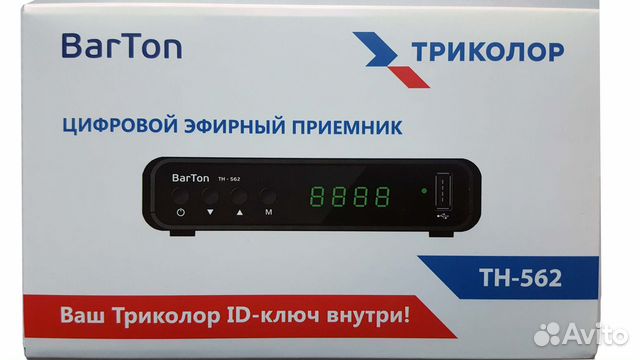 BarTon
ТРИКОЛОР
ЦИФРОВОЙ ЭФИРНЫЙ ПРИЕМНИК
BarTon TH - 562
8888
M
TH-562
Ваш Триколор ID-ключ внутри!
Avito